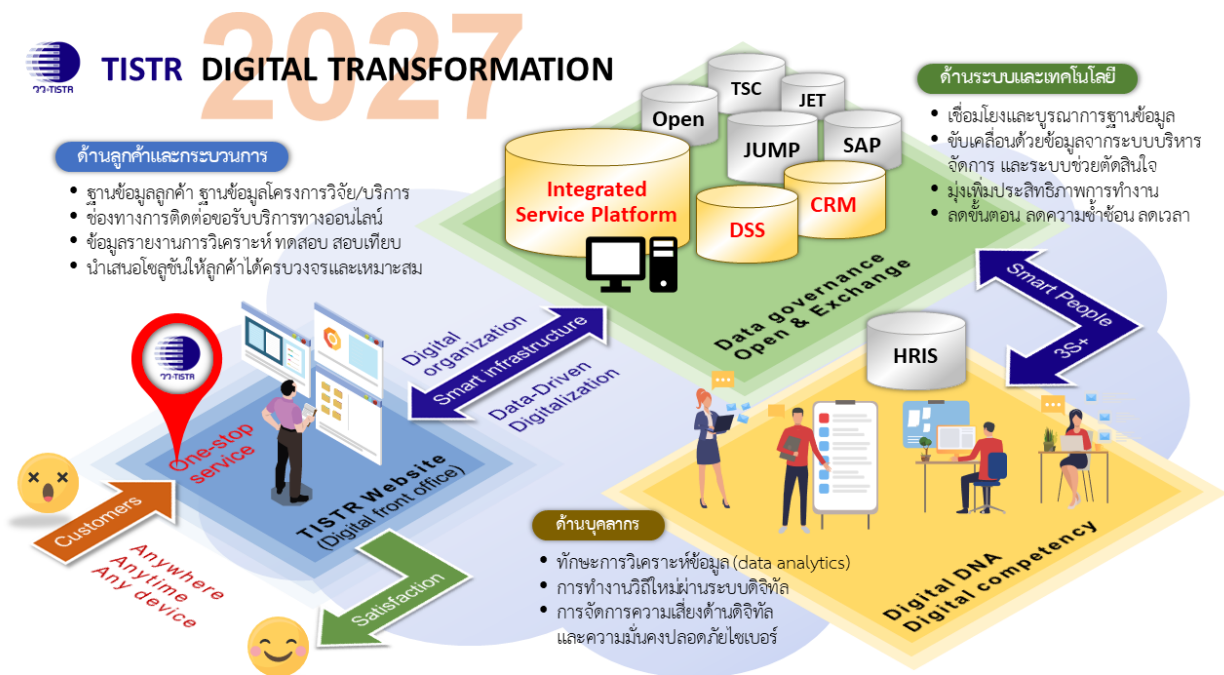 2027
TISTR DIGITAL TRANSFORMATION
วว-TISTR
ด้านลูกค้าและกระบวนการ
• ฐานข้อมูลลูกค้า ฐานข้อมูลโครงการวิจัย/บริการ
• ช่องทางการติดต่อขอรับบริการทางออนไลน์
• ข้อมูลรายงานการวิเคราะห์ ทดสอบ สอบเทียบ
• นำเสนอโซลูชันให้ลูกค้าได้ครบวงจรและเหมาะสม
TSC
JET
Open
JUMP
SAP
Integrated
Service Platform
CRM
DSS
ด้านระบบและเทคโนโลยี
• เชื่อมโยงและบูรณาการฐานข้อมูล
• ขับเคลื่อนด้วยข้อมูลจากระบบบริหาร
จัดการ และระบบช่วยตัดสินใจ
• มุ่งเพิ่มประสิทธิภาพการทำงาน
• ลดขั้นตอน ลดความซ้ำซ้อน ลดเวลา
Data governance
Open & Exchange
Smart People
3S+
HRIS
Digital
organization
Smart infrastructure
Data-Driven
Digitalization
วว-TISTR
One-stop
service
TISTR Website
(Digital front office)
Customers
Anywhere
Anytime
Any device
Satisfaction
ด้านบุคลากร
• ทักษะการวิเคราะห์ข้อมูล (data analytics)
• การทำงานวิถีใหม่ผ่านระบบดิจิทัล
• การจัดการความเสี่ยงด้านดิจิทัล
และความมั่นคงปลอดภัยไซเบอร์
Digital DNA
Digital competency